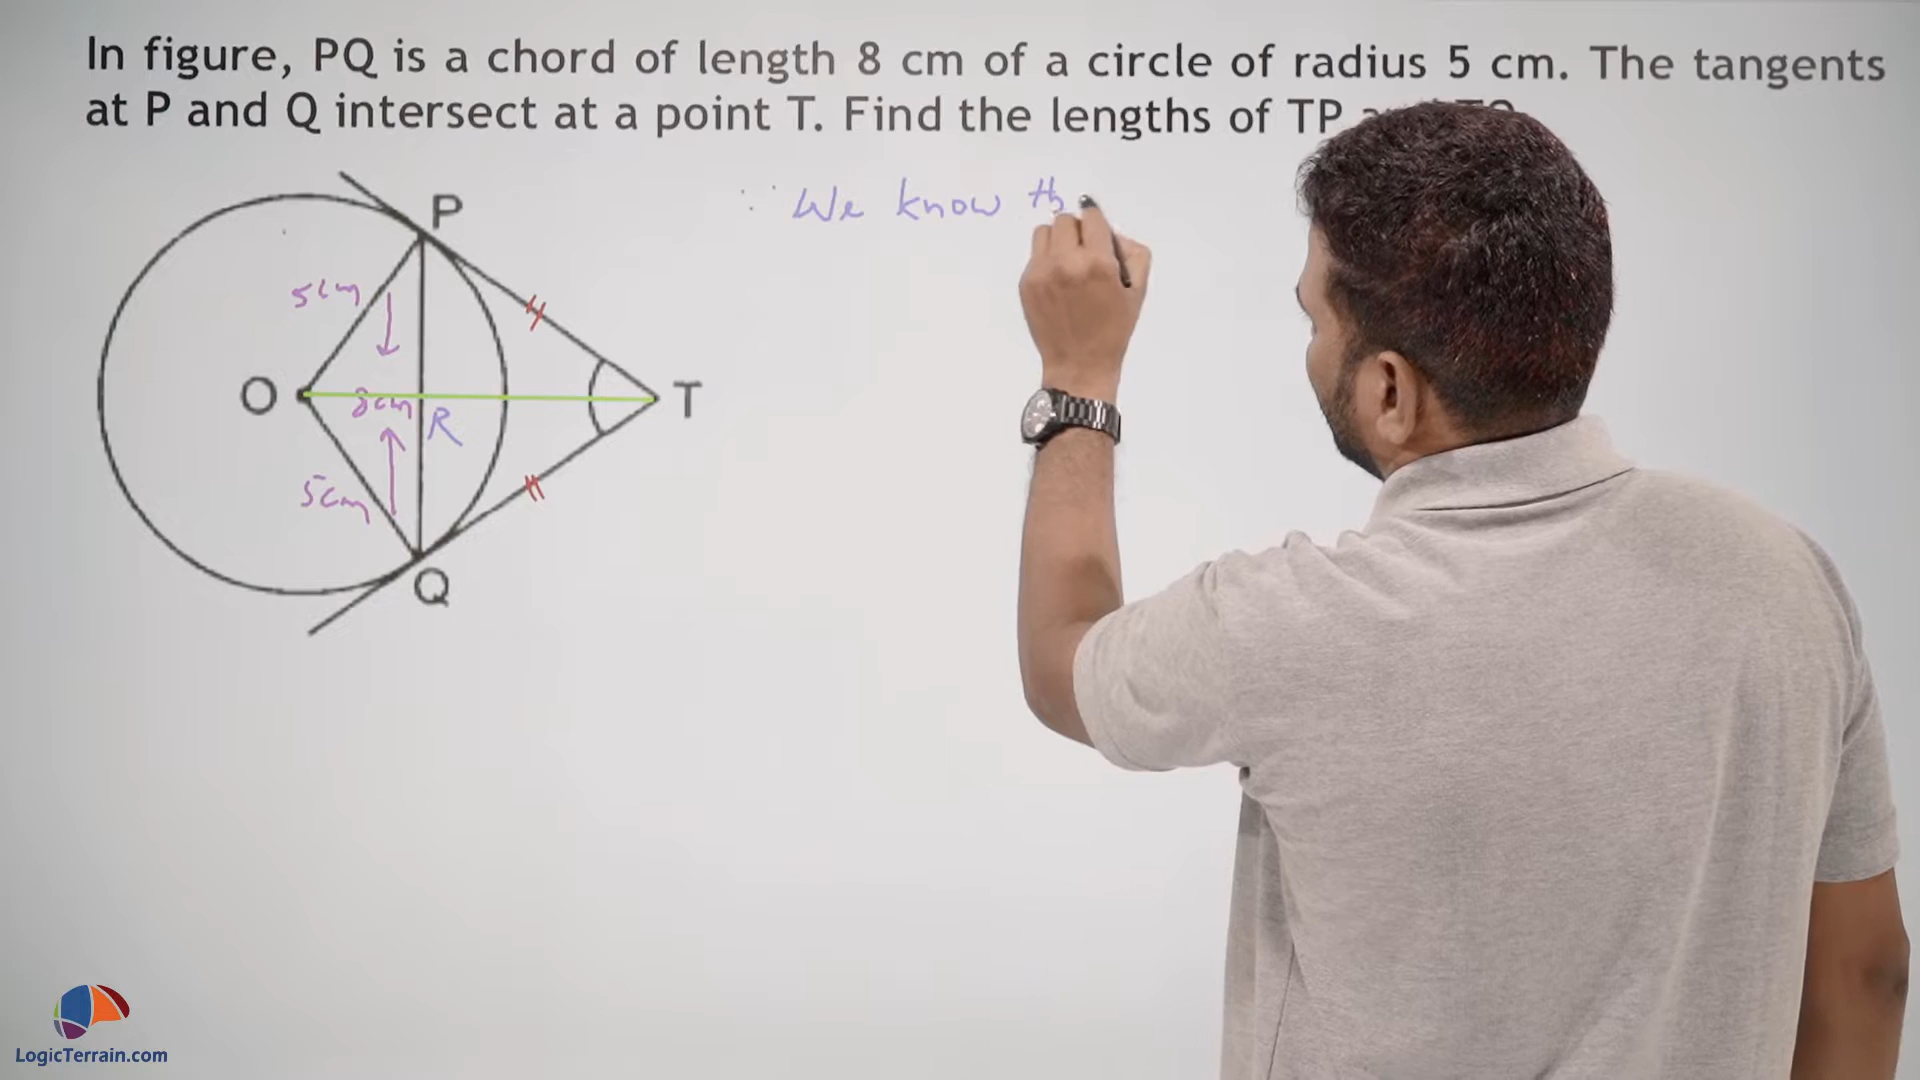 In figure, PQ is a chord of length 8 cm of a circle of radius 5 cm. The tangents
at P and Q intersect at a point T. Find the lengths of TP
∵ We know th
P
5cm
O
8cm
R
T
5cm
Q
LogicTerrain.com